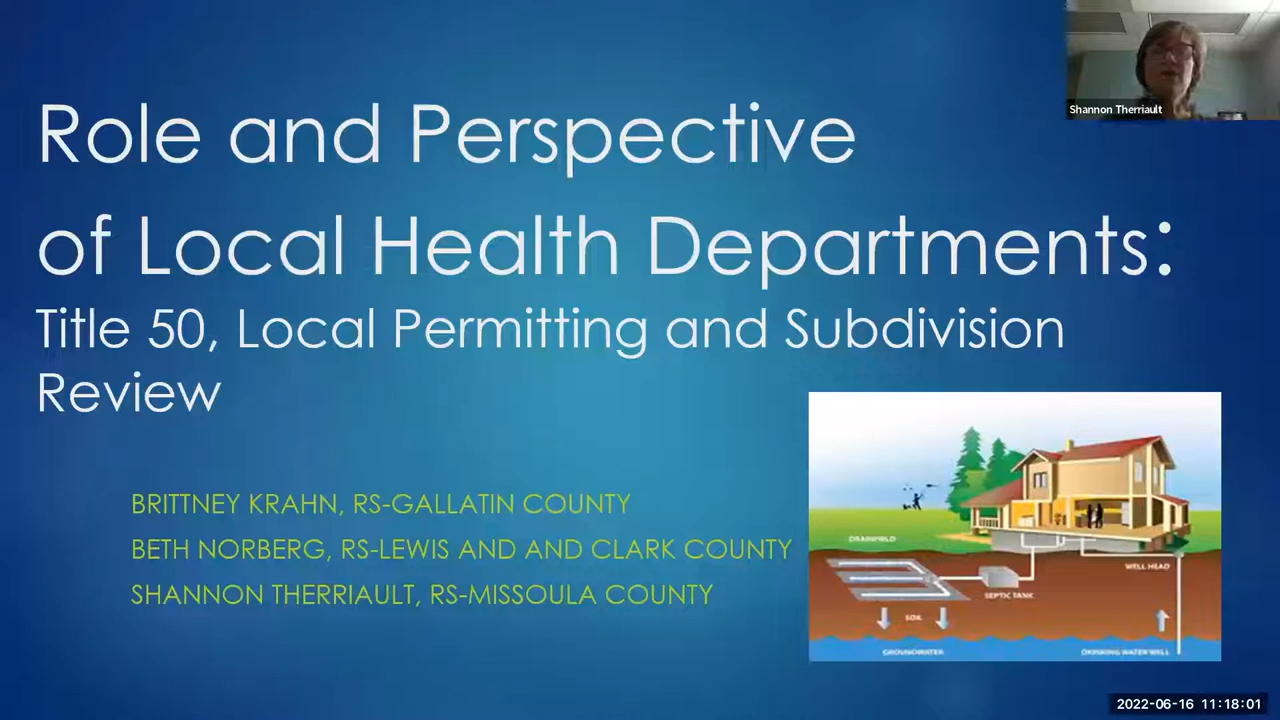 Shannon Therriault
Role and Perspective
of Local Health Departments:
Title 50, Local Permitting and Subdivision
Review
BRITTNEY KRAHN, RS-GALLATIN COUNTY
BETH NORBERG, RS-LEWIS AND AND CLARK COUNTY
SHANNON THERRIAULT, RS-MISSOULA COUNTY
DRAINFIELD
WELL HEAD
SEPTIC TANK
SOIL
GROUNDWATER
DRINKING WATER WELL
2022-06-16 11:18:01